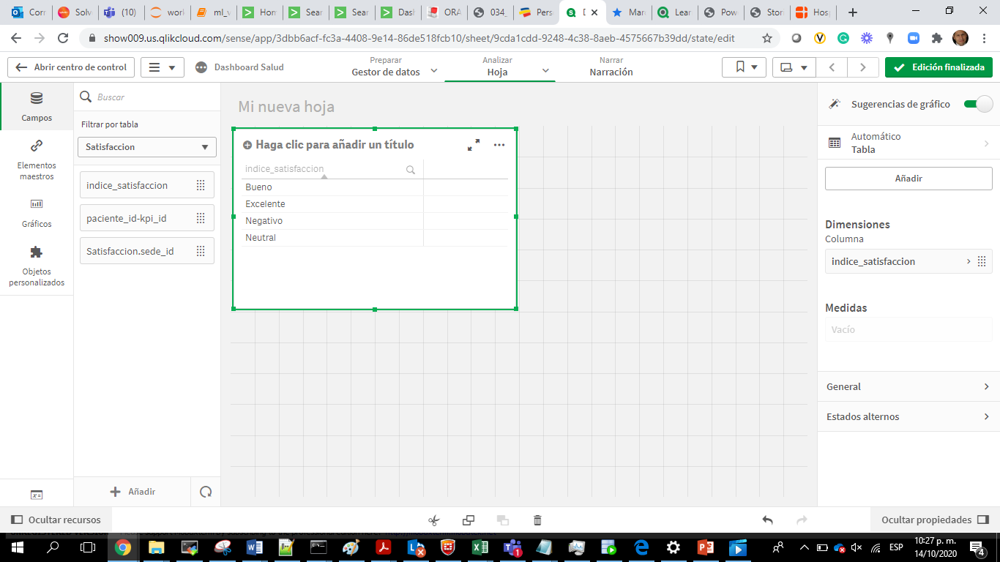 Corr
Solv
(10)
work
ml_v
Hom
Sear
Sear
Dash
ORA
034_
Pers
D
Mar
Lear
Pow
Stor
Hosp
show009.us.qlikcloud.com/sense/app/3dbb6acf-fc3a-4408-9e14-86de518fcb10/sheet/9cda1cdd-9248-4c38-8aeb-4575667b39dd/state/edit
Abrir centro de control
Dashboard Salud
Preparar
Gestor de datos
Analizar
Hoja
Narrar
Narración
Edición finalizada
Campos
Elementos
maestros
Gráficos
Objetos
personalizados
Buscar
Filtrar por tabla
Satisfaccion
indice_satisfaccion
paciente_id-kpi_id
Satisfaccion.sede_id
Añadir
Mi nueva hoja
Haga clic para añadir un título
indice_satisfaccion
Bueno
Excelente
Negativo
Neutral
Sugerencias de gráfico
Automático
Tabla
Añadir
Dimensiones
Columna
indice_satisfaccion
Medidas
Vacío
General
Estados alternos
Ocultar recursos
Ocultar propiedades
ESP
10:27 p. m.
14/10/2020
4